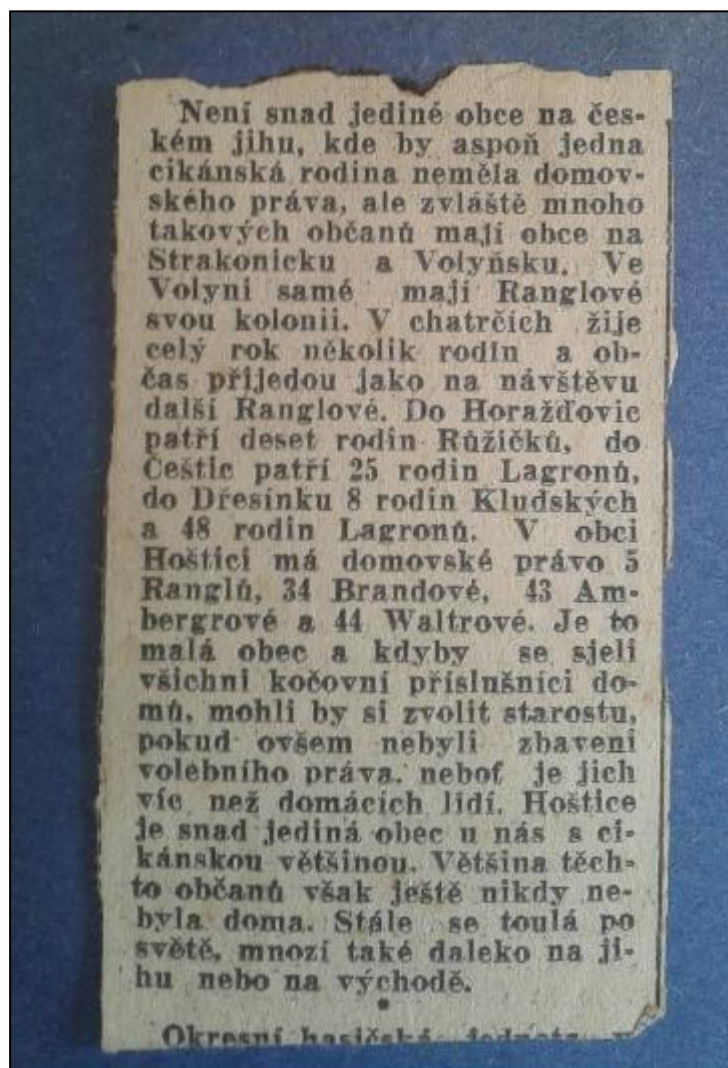 Není snad jediné obce na čes-
kém jihu, kde by aspoň jedna
cikánská rodina neměla domov-
ského práva, ale zvláště mnoho
takových občanů mají obce na
Strakonicku a Volyňsku. Ve
Volyni samé mají Ranglové
svou kolonii. V chatrčích žije
celý rok několik rodin a ob-
čas přijedou jako na návštěvu
další Ranglové. Do Horažďovic
patří deset rodin Růžičků, do
Češtic patří 25 rodin Lagronů,
do Dřesínku 8 rodin Kludských
a 48 rodin Lagronů. V obci
Hoštici má domovské právo 5
Ranglů, 34 Brandové, 43 Am-
bergrové a 44 Waltrové. Je to
malá obec a kdyby se sjeli
všichni kočovní příslušníci do-
mů, mohli by si zvolit starostu,
pokud ovšem nebyli zbaveni
volebního práva, neboť je jich
víc než domácích lidí. Hoštice
je snad jediná obec u nás s ci-
kánskou většinou. Většina těch-
to občanů však ještě nikdy ne-
byla doma. Stále se toulá po
světě, mnozí také daleko na ji-
hu nebo na východě.
•
Okresní hasičská jednota v